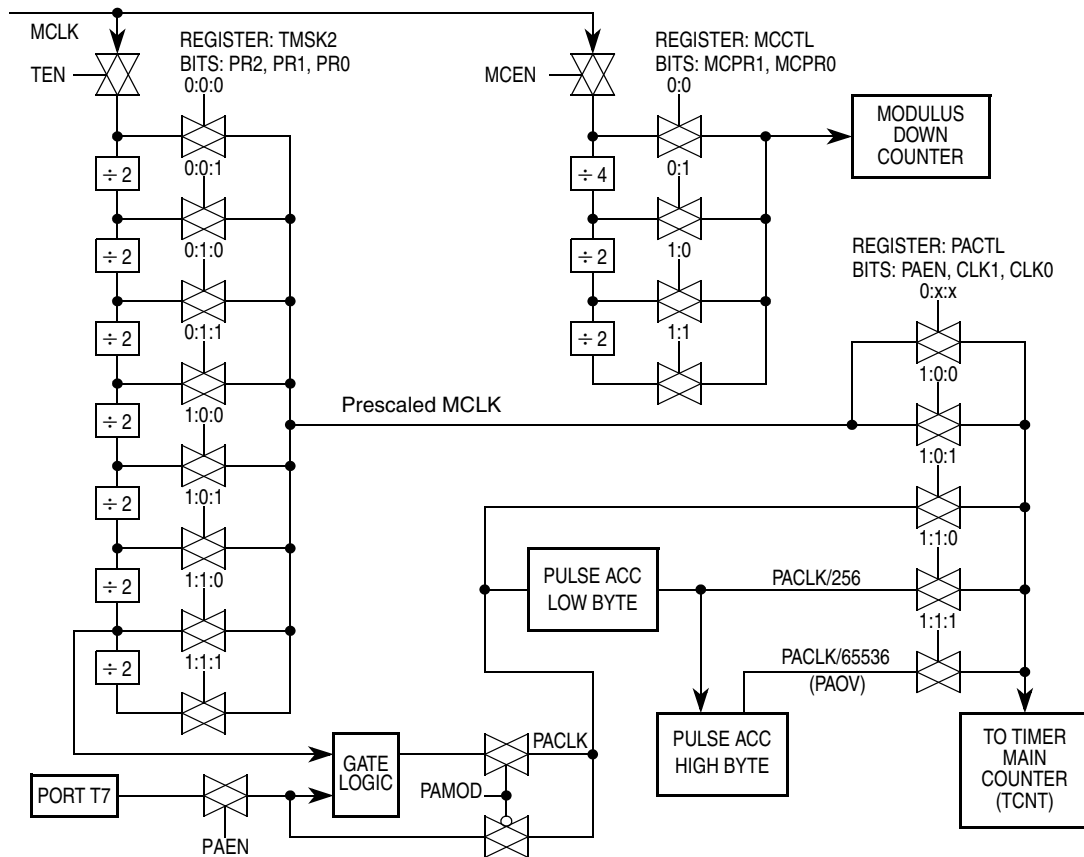 MCLK
TEN
REGISTER: TMSK2
BITS: PR2, PR1, PR0
0:0:0
÷ 2
0:0:1
÷ 2
0:1:0
÷ 2
0:1:1
÷ 2
1:0:0
÷ 2
1:0:1
÷ 2
1:1:0
÷ 2
1:1:1
MCEN
REGISTER: MCCTL
BITS: MCPR1, MCPR0
0:0
÷ 4
0:1
÷ 2
1:0
÷ 2
1:1
MODULUS
DOWN
COUNTER
Prescaled MCLK
REGISTER: PACTL
BITS: PAEN, CLK1, CLK0
0:x:x
1:0:0
1:0:1
1:1:0
1:1:1
PULSE ACC
LOW BYTE
PACLK/256
PACLK/65536
(PAOV)
PULSE ACC
HIGH BYTE
TO TIMER
MAIN
COUNTER
(TCNT)
PORT T7
PAEN
GATE
LOGIC
PACLK
PAMOD